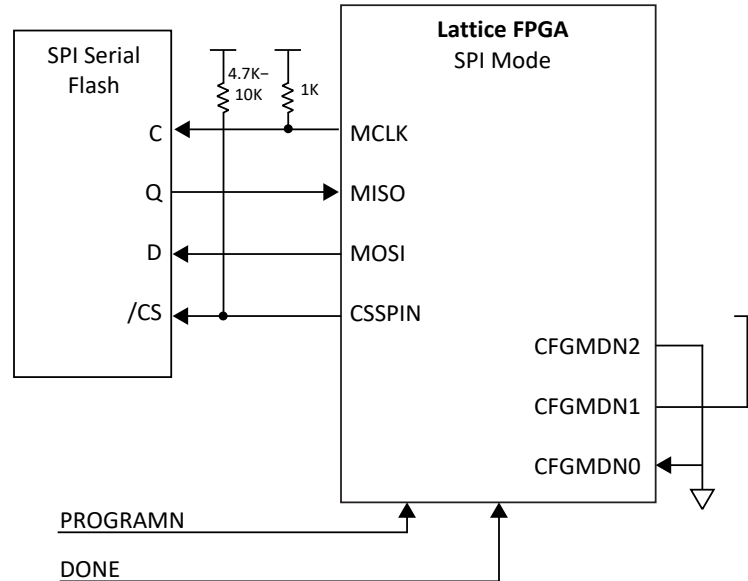 SPI Serial
Flash
4.7K–
10K
1K
Lattice FPGA
SPI Mode
C
MCLK
Q
MISO
D
MOSI
/CS
CSSPIN
CFGMDN2
CFGMDN1
CFGMDN0
PROGRAMN
DONE